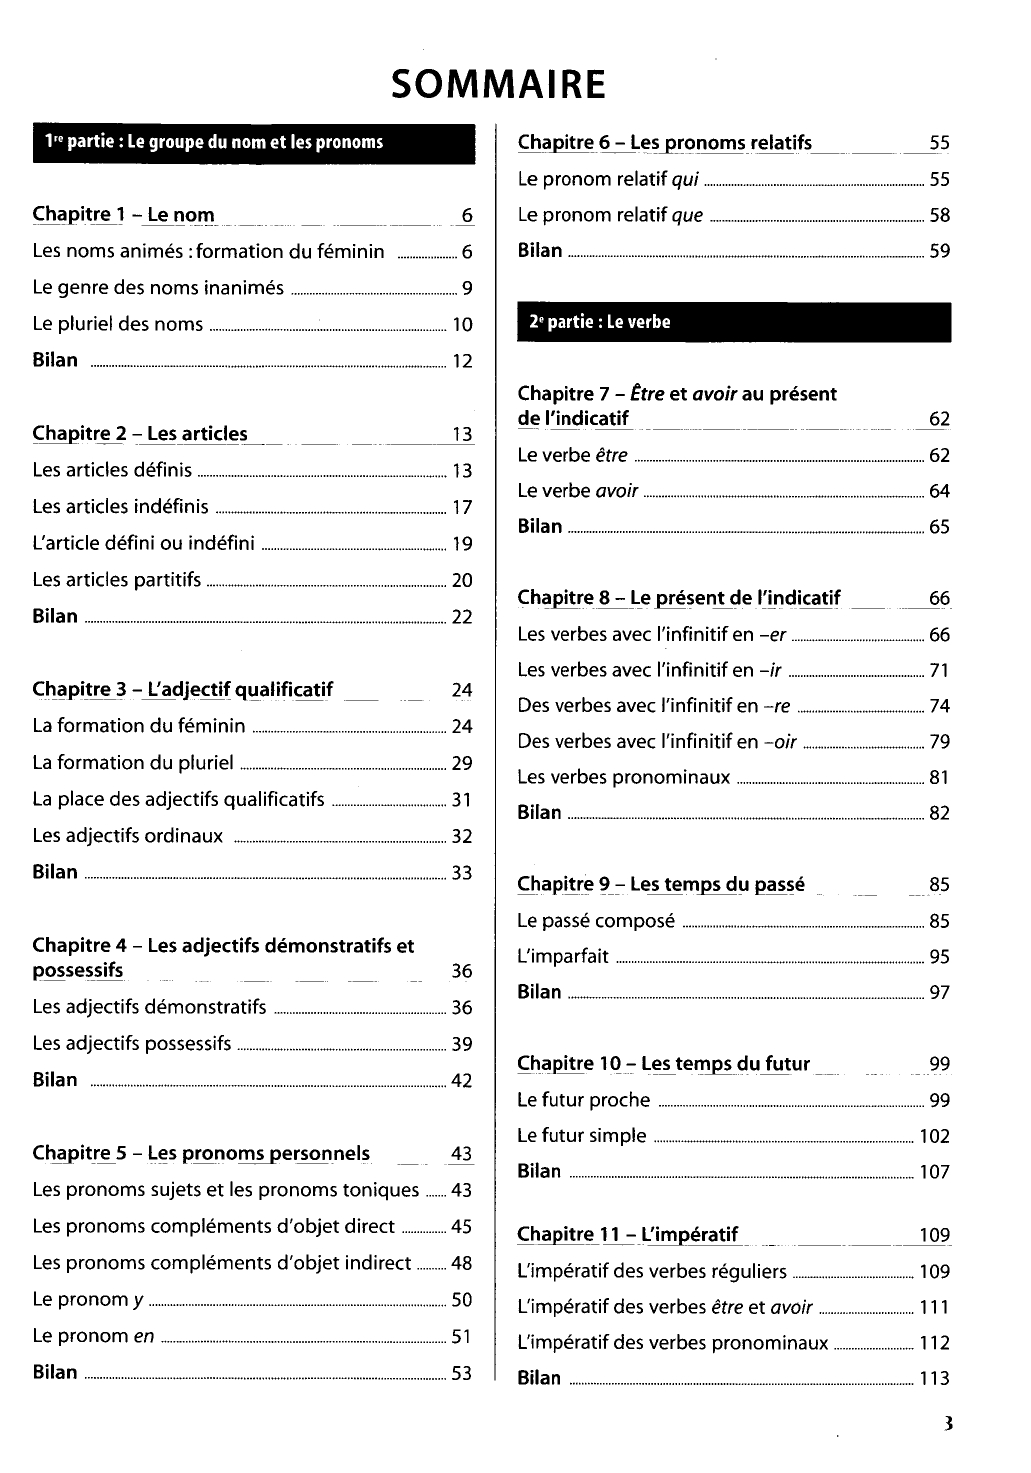 SOMMAIRE
1re partie : Le groupe du nom et les pronoms
Chapitre 1 – Le nom 6
Les noms animés : formation du féminin 6
Le genre des noms inanimés 9
Le pluriel des noms 10
Bilan 12
Chapitre 2 – Les articles 13
Les articles définis 13
Les articles indéfinis 17
L'article défini ou indéfini 19
Les articles partitifs 20
Bilan 22
Chapitre 3 – L'adjectif qualificatif 24
La formation du féminin 24
La formation du pluriel 29
La place des adjectifs qualificatifs 31
Les adjectifs ordinaux 32
Bilan 33
Chapitre 4 – Les adjectifs démonstratifs et
possessifs 36
Les adjectifs démonstratifs 36
Les adjectifs possessifs 39
Bilan 42
Chapitre 5 – Les pronoms personnels 43
Les pronoms sujets et les pronoms toniques 43
Les pronoms compléments d'objet direct 45
Les pronoms compléments d'objet indirect 48
Le pronom y 50
Le pronom en 51
Bilan 53
Chapitre 6 – Les pronoms relatifs 55
Le pronom relatif qui 55
Le pronom relatif que 58
Bilan 59
2e partie : Le verbe
Chapitre 7 – Être et avoir au présent
de l'indicatif 62
Le verbe être 62
Le verbe avoir 64
Bilan 65
Chapitre 8 – Le présent de l'indicatif 66
Les verbes avec l'infinitif en –er 66
Les verbes avec l'infinitif en –ir 71
Des verbes avec l'infinitif en –re 74
Des verbes avec l'infinitif en –oir 79
Les verbes pronominaux 81
Bilan 82
Chapitre 9 – Les temps du passé 85
Le passé composé 85
L'imparfait 95
Bilan 97
Chapitre 10 – Les temps du futur 99
Le futur proche 99
Le futur simple 102
Bilan 107
Chapitre 11 – L'impératif 109
L'impératif des verbes réguliers 109
L'impératif des verbes être et avoir 111
L'impératif des verbes pronominaux 112
Bilan 113
3